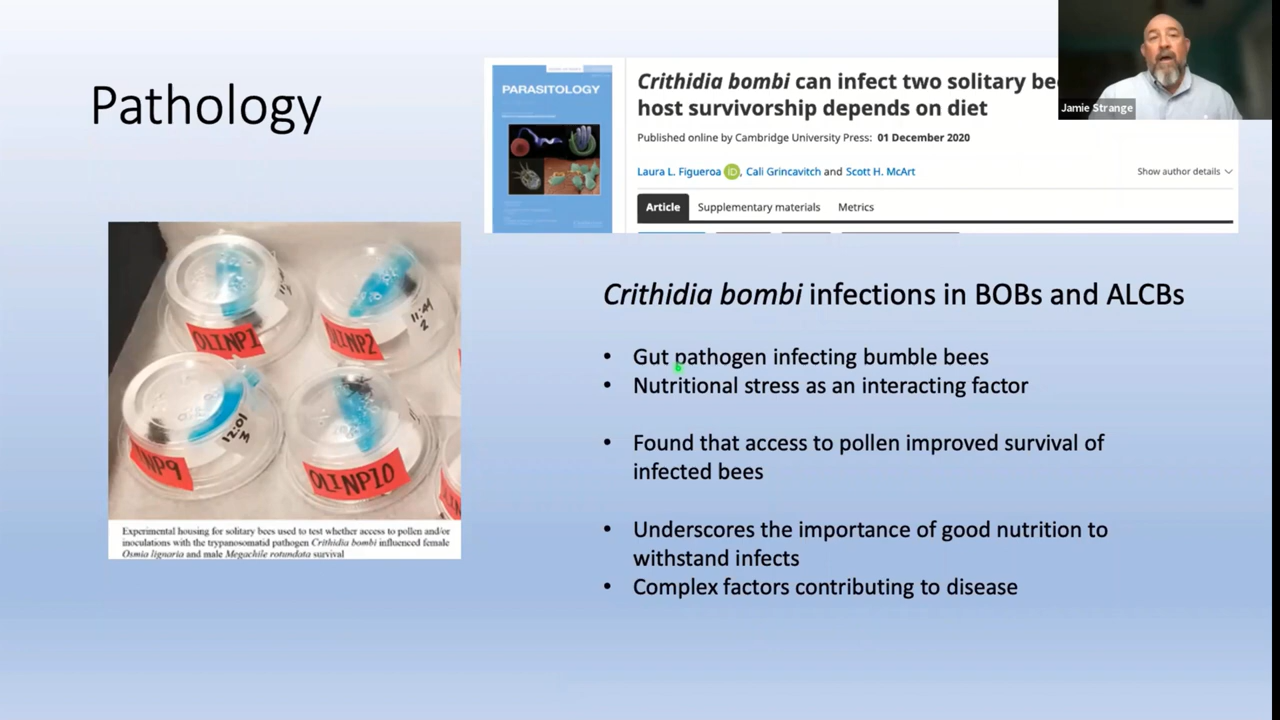 Pathology
PARASITOLOGY
Crithidia bombi can infect two solitary be
host survivorship depends on diet
Published online by Cambridge University Press: 01 December 2020
Laura L. Figueroa iD, Cali Grincavitch and Scott H. McArt
Show author details
Article Supplementary materials Metrics
Jamie Strange
OLINP1
OLINP2
11:41
2
NP9
12:01
3
OLINP10
Experimental housing for solitary bees used to test whether access to pollen and/or
inoculations with the trypanosomatid pathogen Crithidia bombi influenced female
Osmia lignaria and male Megachile rotundata survival
Crithidia bombi infections in BOBs and ALCBs
• Gut pathogen infecting bumble bees
• Nutritional stress as an interacting factor
• Found that access to pollen improved survival of
infected bees
• Underscores the importance of good nutrition to
withstand infects
• Complex factors contributing to disease